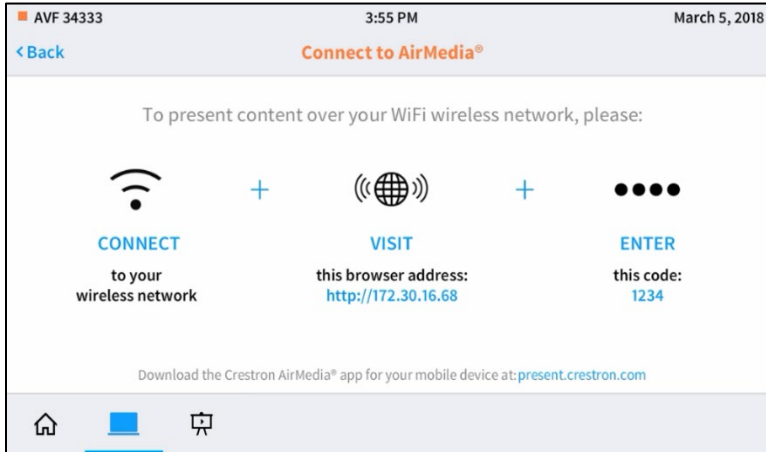 AVF 34333 3:55 PM March 5, 2018
<Back Connect to AirMedia®
To present content over your WiFi wireless network, please:
+ +
CONNECT VISIT ENTER
to your this browser address: this code:
wireless network http://172.30.16.68 1234
Download the Crestron AirMedia® app for your mobile device at: present.crestron.com